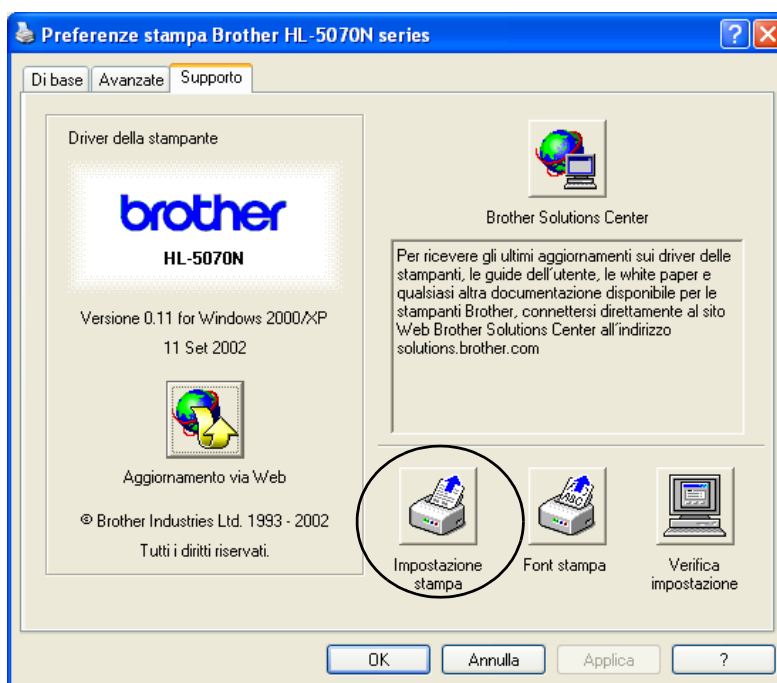 Preferenze stampa Brother HL-5070N series
Di base
Avanzate
Supporto
Driver della stampante
brother
HL-5070N
Versione 0.11 for Windows 2000/XP
11 Set 2002
Aggiornamento via Web
© Brother Industries Ltd. 1993 - 2002
Tutti i diritti riservati.
Brother Solutions Center
Per ricevere gli ultimi aggiornamenti sui driver delle
stampanti, le guide dell'utente, le white paper e
qualsiasi altra documentazione disponibile per le
stampanti Brother, connettersi direttamente al sito
Web Brother Solutions Center all'indirizzo
solutions.brother.com
Impostazione
stampa
Font stampa
Verifica
impostazione
OK
Annulla
Applica
?